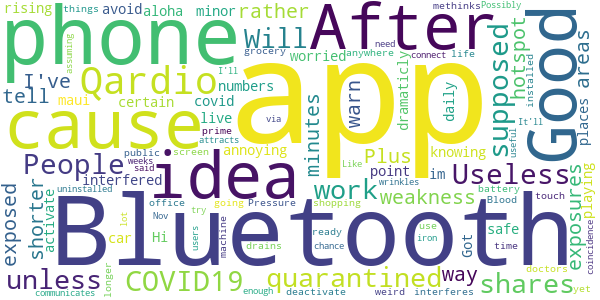 rising things avoid aloha minor After methinks Possibly
phone rather grocery Will worried anywhere need connect life I'll installed It'll
assuming I've Qardio app supposed hotspot Good areas
tell maui certain numbers covid minutes warn dramaticly places
cause live prime via daily useful coincidence
public weeks screen annoying attracts Plus knowing playing
People interfered said Like point im Useless exposures
idea work weakness battery touch
exposed shorter activate uninstalled office Nov try going Pressure wrinkles Got Blood safe time
Hi users shopping use iron ready chance doctors
car lot machine
Bluetooth
unless longer COVID19 drains quarantined way shares yet
communicates enough deactivate weird interferes